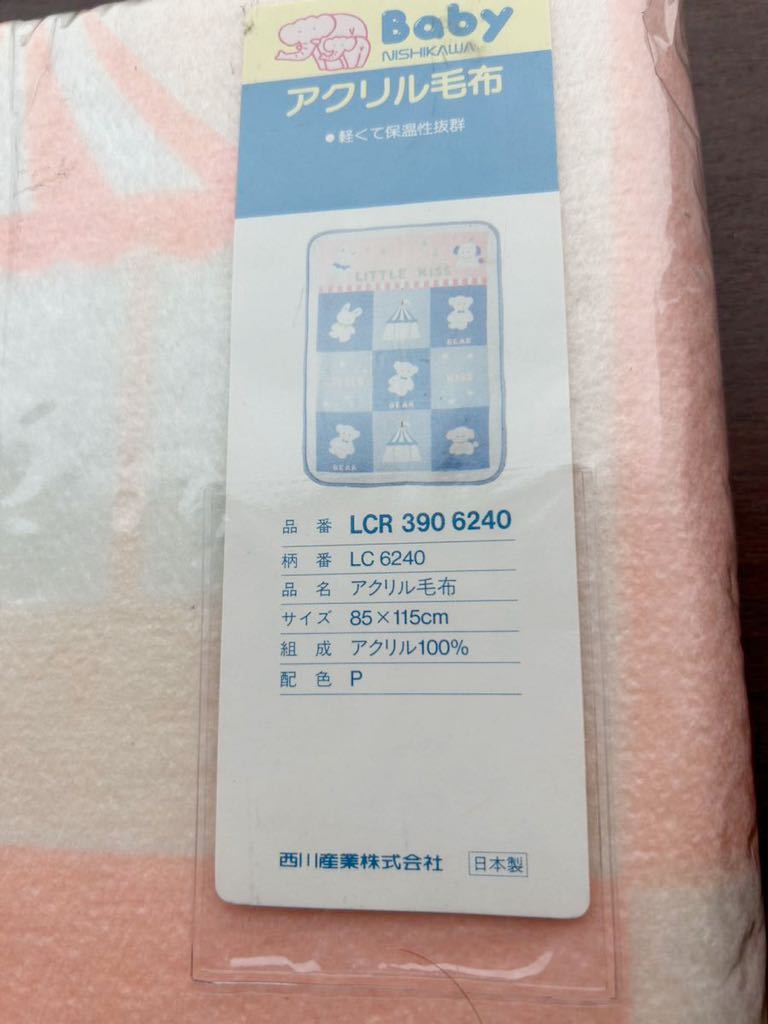 Baby
NISHIKAWA
アクリル毛布
●軽くて保温性抜群
LITTLE KISS
BEAR
KISS
BEAR
BEAR
品番 LCR 390 6240
柄番 LC 6240
品名 アクリル毛布
サイズ 85×115cm
組成 アクリル100%
配色 P
西川産業株式会社 日本製